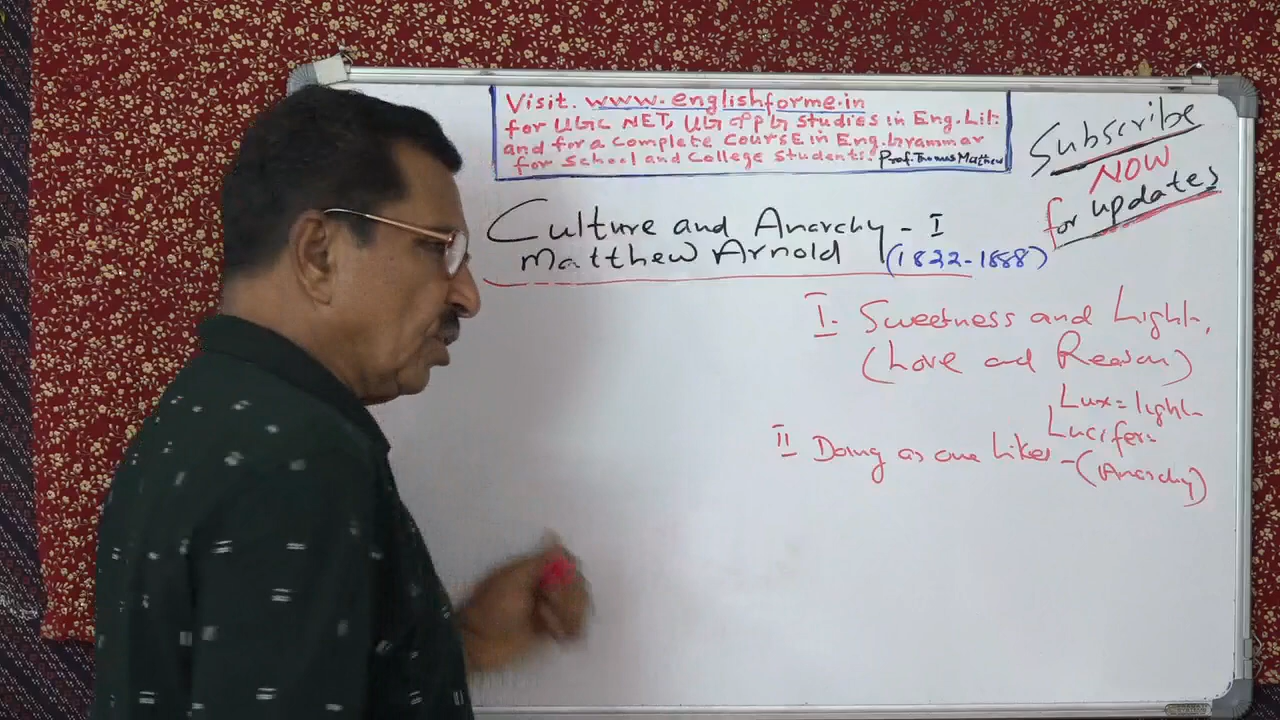 Visit. www.englishforme.in
for UGC NET, UG & PG studies in Eng. Lit.
and for a Complete Course in Eng. Grammar
for School and College Students. Prof. Thomas Mathew
Subscribe
NOW
for updates
Culture and Anarchy - I
Matthew Arnold (1822-1888)
I. Sweetness and Light.
(Love and Reason)
Lux = light
Lucifer
II Doing as one Likes - (Anarchy)